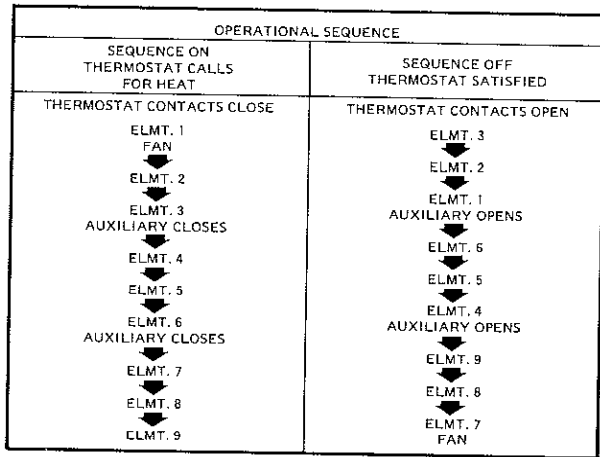 OPERATIONAL SEQUENCE
SEQUENCE ON
THERMOSTAT CALLS
FOR HEAT
THERMOSTAT CONTACTS CLOSE
ELMT. 1
FAN
ELMT. 2
ELMT. 3
AUXILIARY CLOSES
ELMT. 4
ELMT. 5
ELMT. 6
AUXILIARY CLOSES
ELMT. 7
ELMT. 8
ELMT. 9
SEQUENCE OFF
THERMOSTAT SATISFIED
THERMOSTAT CONTACTS OPEN
ELMT. 3
ELMT. 2
ELMT. 1
AUXILIARY OPENS
ELMT. 6
ELMT. 5
ELMT. 4
AUXILIARY OPENS
ELMT. 9
ELMT. 8
ELMT. 7
FAN